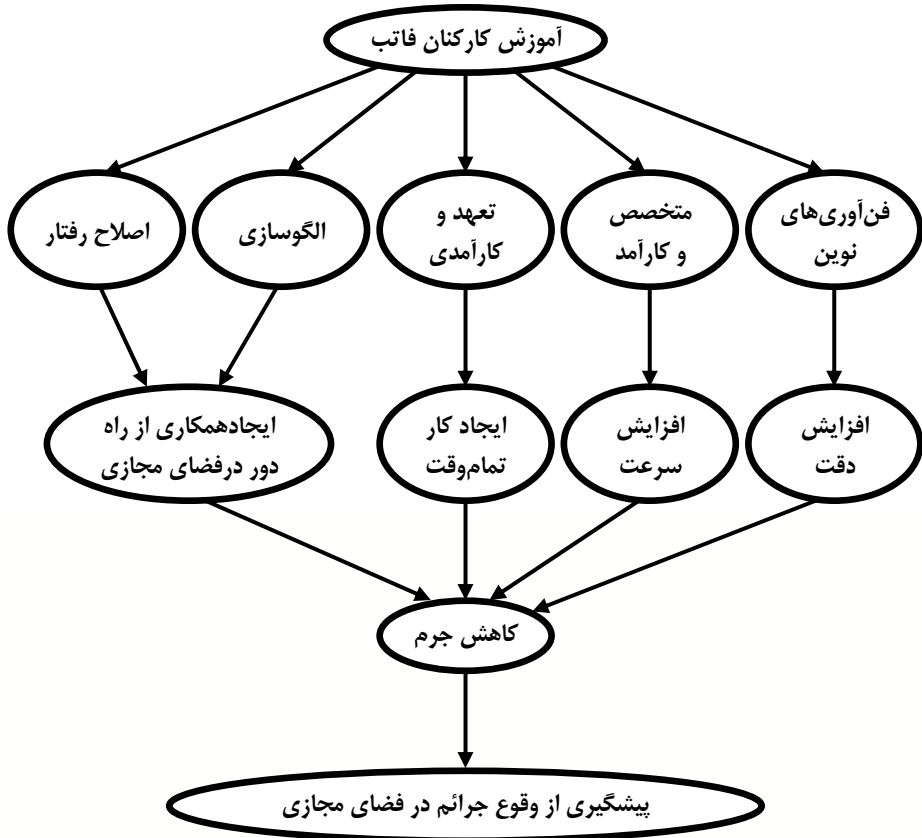 آموزش کارکنان فاتب
فن‌آوری‌های
نوین
متخصص
و کارآمد
تعهد و
کارآمدی
الگوسازی
اصلاح رفتار
افزایش
دقت
افزایش
سرعت
ایجاد کار
تمام‌وقت
ایجادهمکاری از راه
دور درفضای مجازی
کاهش جرم
پیشگیری از وقوع جرائم در فضای مجازی